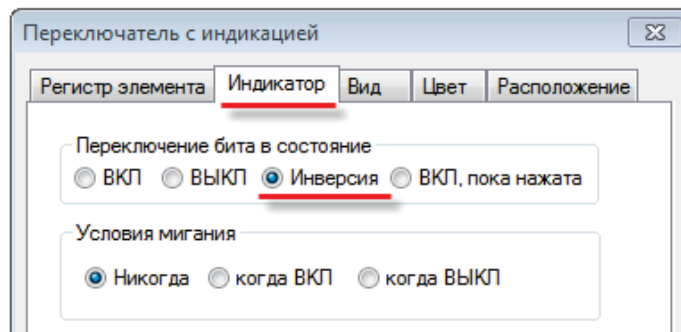 Переключатель с индикацией
Регистр элемента Индикатор Вид Цвет Расположение
Переключение бита в состояние
ВКЛ ВЫКЛ Инверсия ВКЛ, пока нажата
Условия мигания
Никогда когда ВКЛ когда ВЫКЛ